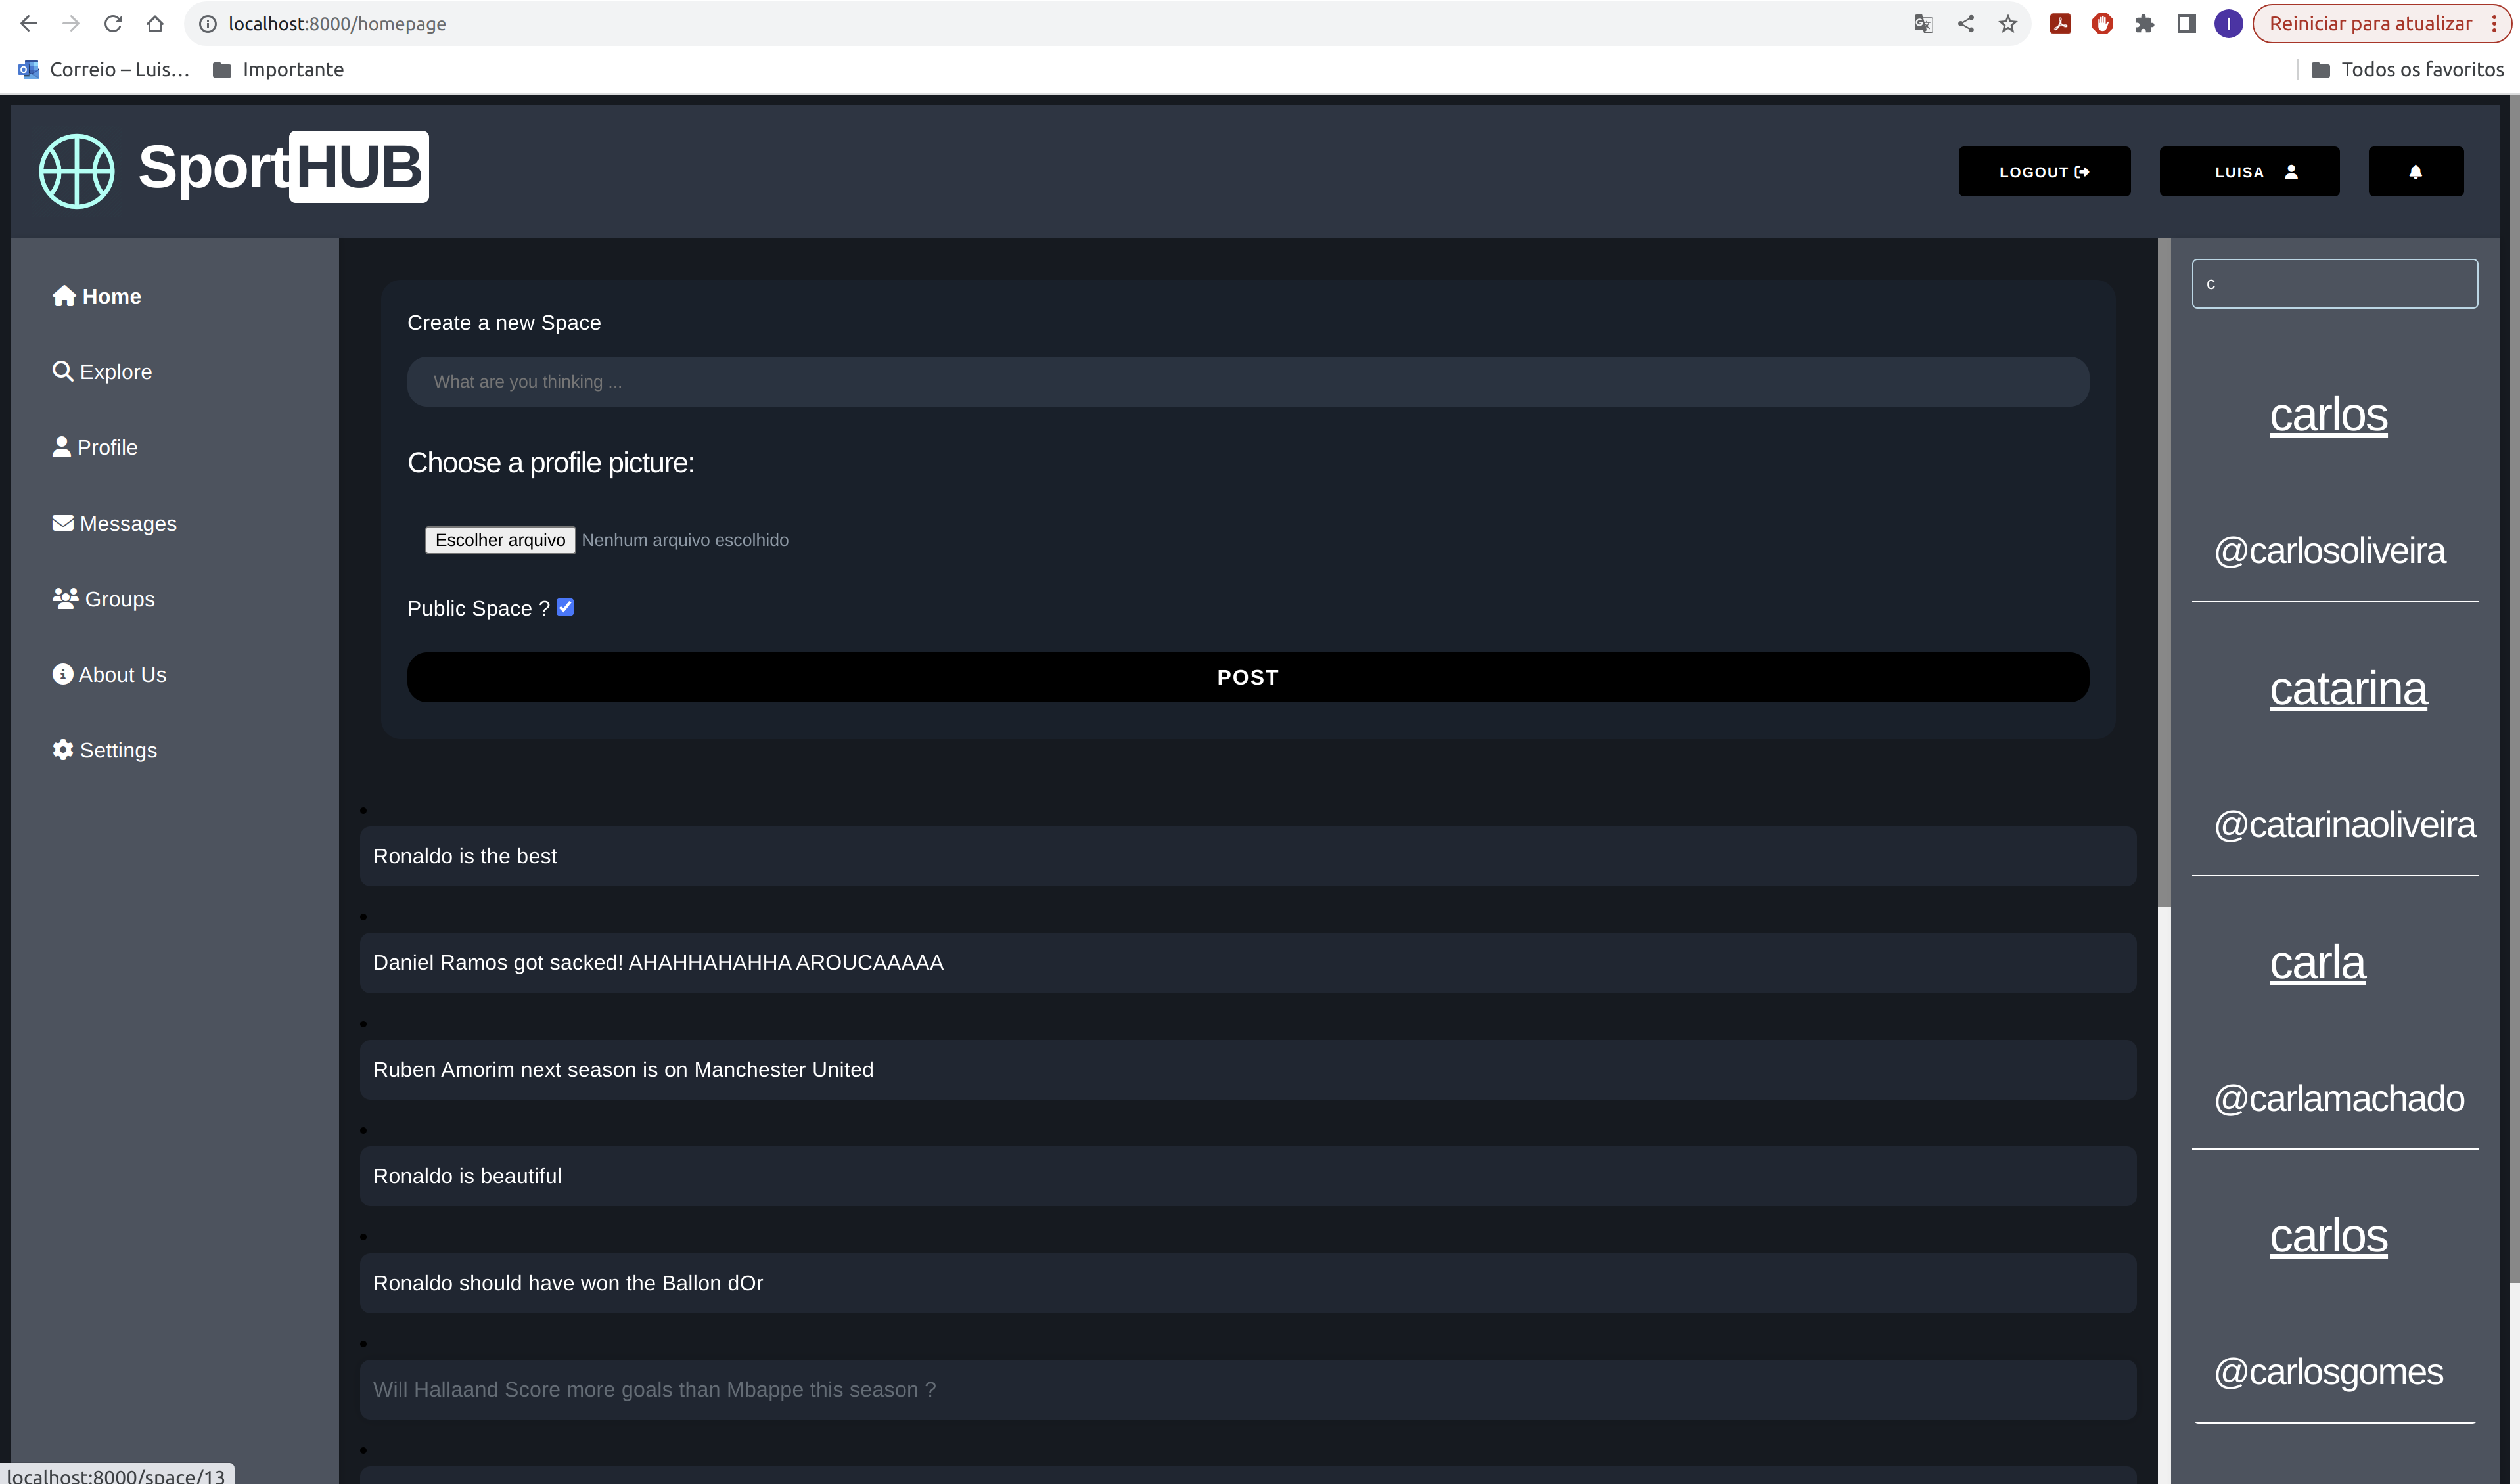 localhost:8000/homepage
Reiniciar para atualizar
Correio – Luis...
Importante
Todos os favoritos
SportHUB
LOGOUT
LUISA
Home
Explore
Profile
Messages
Groups
About Us
Settings
Create a new Space
What are you thinking ...
Choose a profile picture:
Escolher arquivo Nenhum arquivo escolhido
Public Space ?
POST
Ronaldo is the best
Daniel Ramos got sacked! AHAHHAHAHHA AROUCAAAAA
Ruben Amorim next season is on Manchester United
Ronaldo is beautiful
Ronaldo should have won the Ballon dOr
Will Hallaand Score more goals than Mbappe this season ?
c
carlos
@carlosoliveira
catarina
@catarinaoliveira
carla
@carlamachado
carlos
@carlosgomes
localhost:8000/space/13